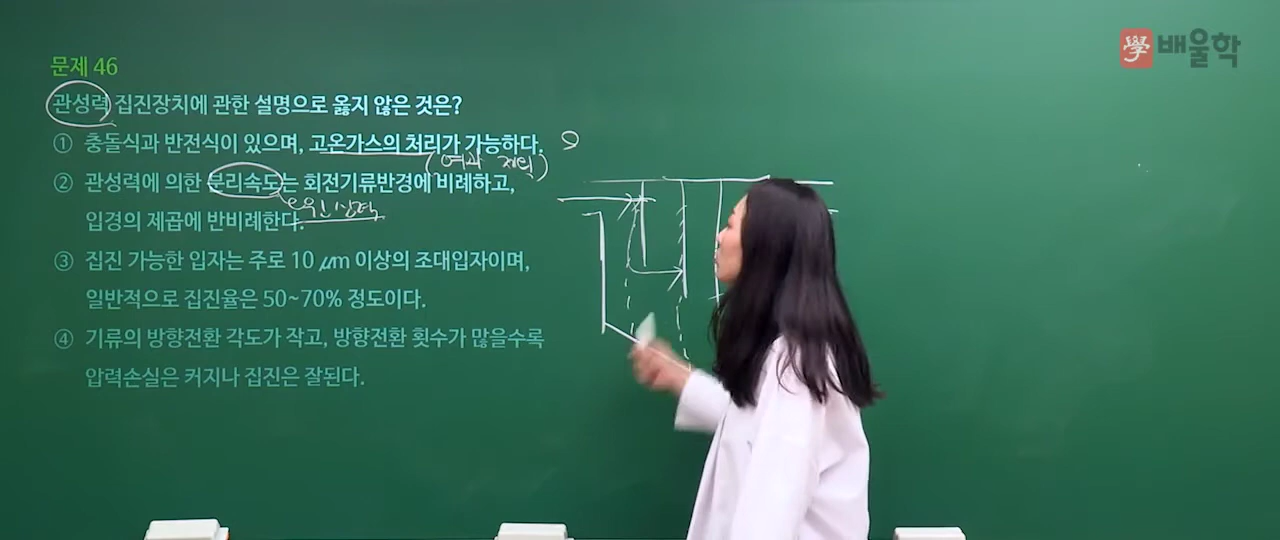 學 배울학
문제 46
관성력 집진장치에 관한 설명으로 옳지 않은 것은?
① 충돌식과 반전식이 있으며, 고온가스의 처리가 가능하다.
(여과 제외)
② 관성력에 의한 분리속도는 회전기류반경에 비례하고,
입경의 제곱에 반비례한다.
③ 집진 가능한 입자는 주로 10 ㎛ 이상의 조대입자이며,
일반적으로 집진율은 50~70% 정도이다.
④ 기류의 방향전환 각도가 작고, 방향전환 횟수가 많을수록
압력손실은 커지나 집진은 잘된다.